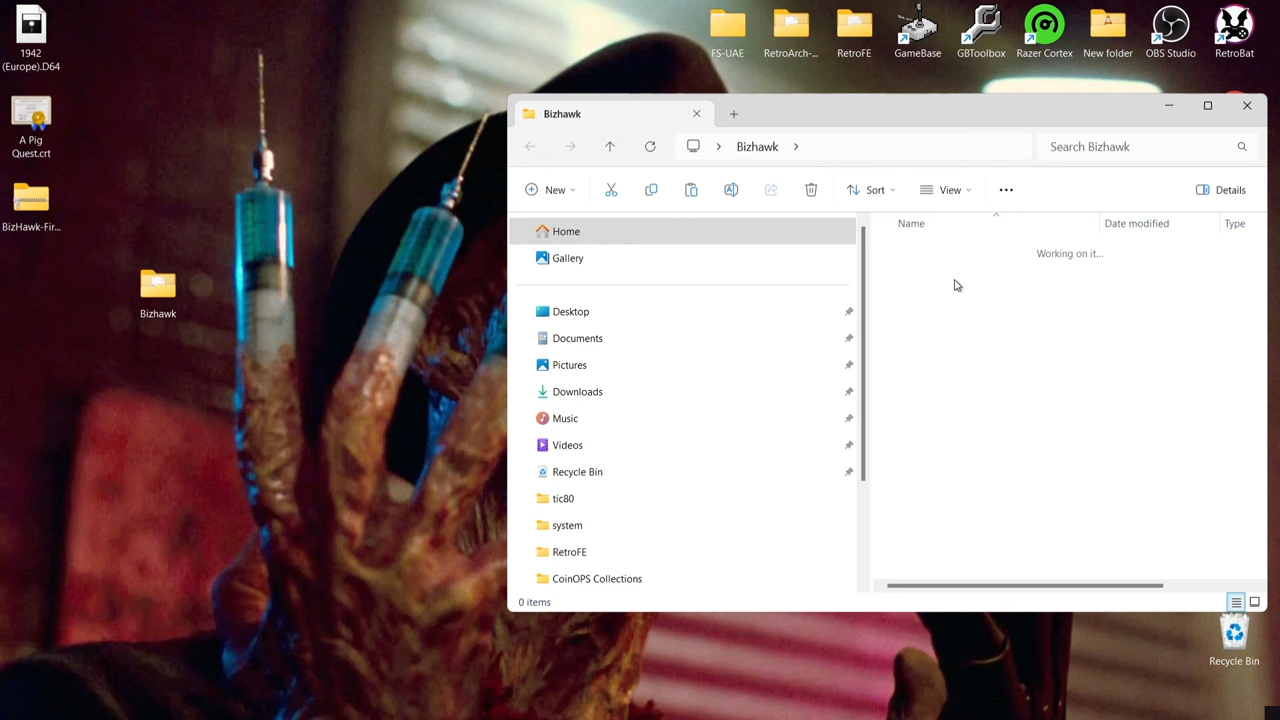 1942
(Europe).D64
A Pig
Quest.crt
BizHawk-Fir...
Bizhawk
FS-UAE
RetroArch-...
RetroFE
GameBase
GBToolbox
Razer Cortex
New folder
OBS Studio
RetroBat
Bizhawk
Bizhawk
Search Bizhawk
New
Sort
View
Details
Home
Gallery
Desktop
Documents
Pictures
Downloads
Music
Videos
Recycle Bin
tic80
system
RetroFE
CoinOPS Collections
Name
Date modified
Type
Working on it...
0 items
Recycle Bin